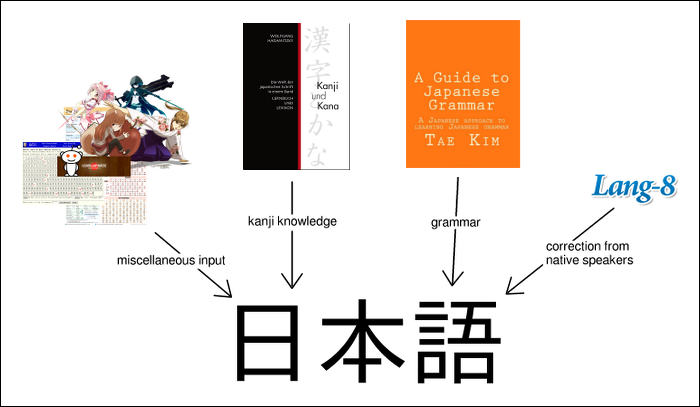 WOLFGANG
HADAMITZKY
漢字とかな
Die Welt der
japanischen Schrift
in einem Band
LERNBUCH
UND
LEXIKON
Kanji
und
Kana
A Guide to
Japanese
Grammar
A Japanese approach to
learning Japanese grammar
Tae Kim
Lang-8
kanji knowledge
grammar
miscellaneous input
correction from
native speakers
日本語